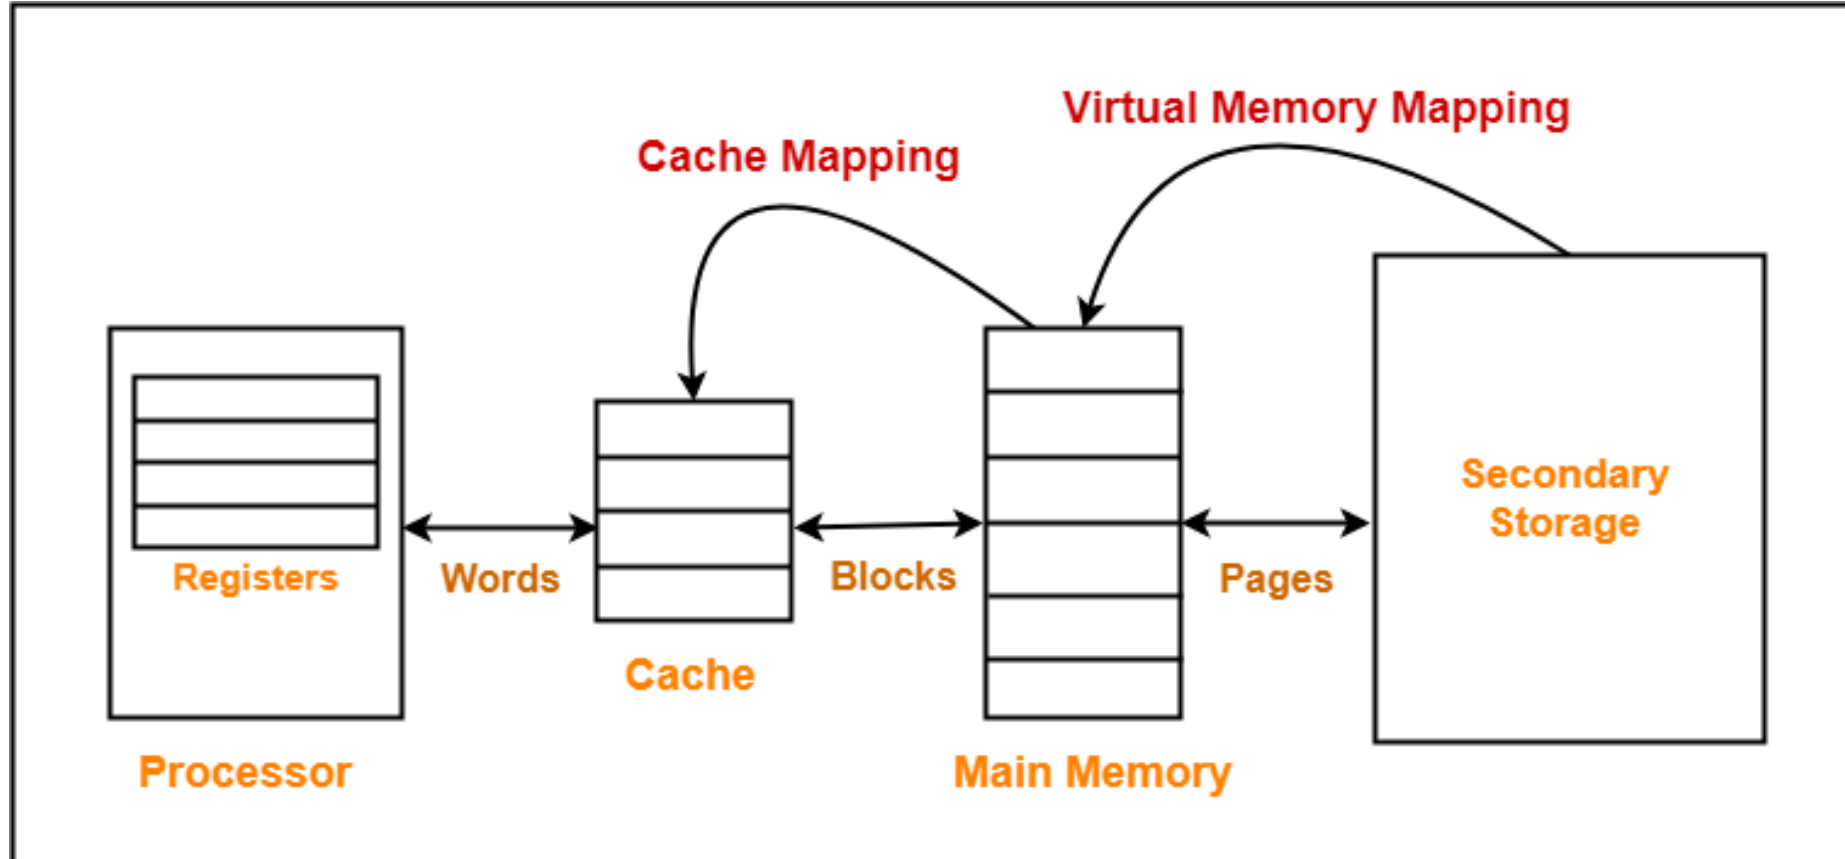 Virtual Memory Mapping
Cache Mapping
Secondary
Storage
Registers
Words
Blocks
Pages
Cache
Processor
Main Memory